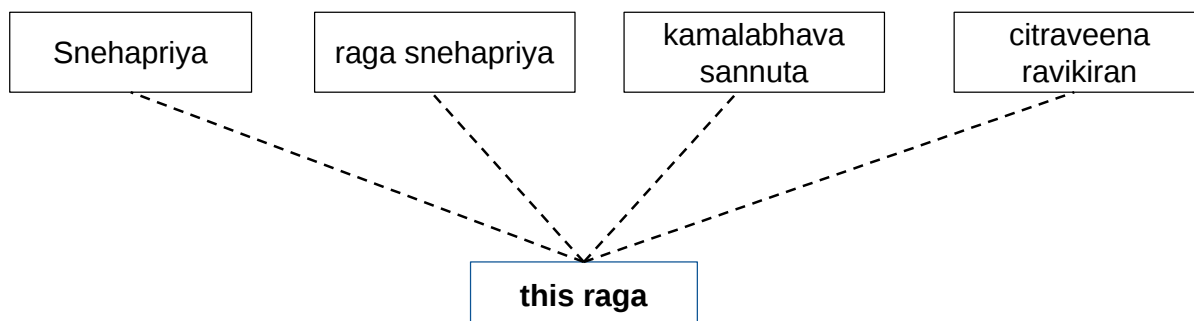 Snehapriya
raga snehapriya
kamalabhava
sannuta
citraveena
ravikiran
this raga